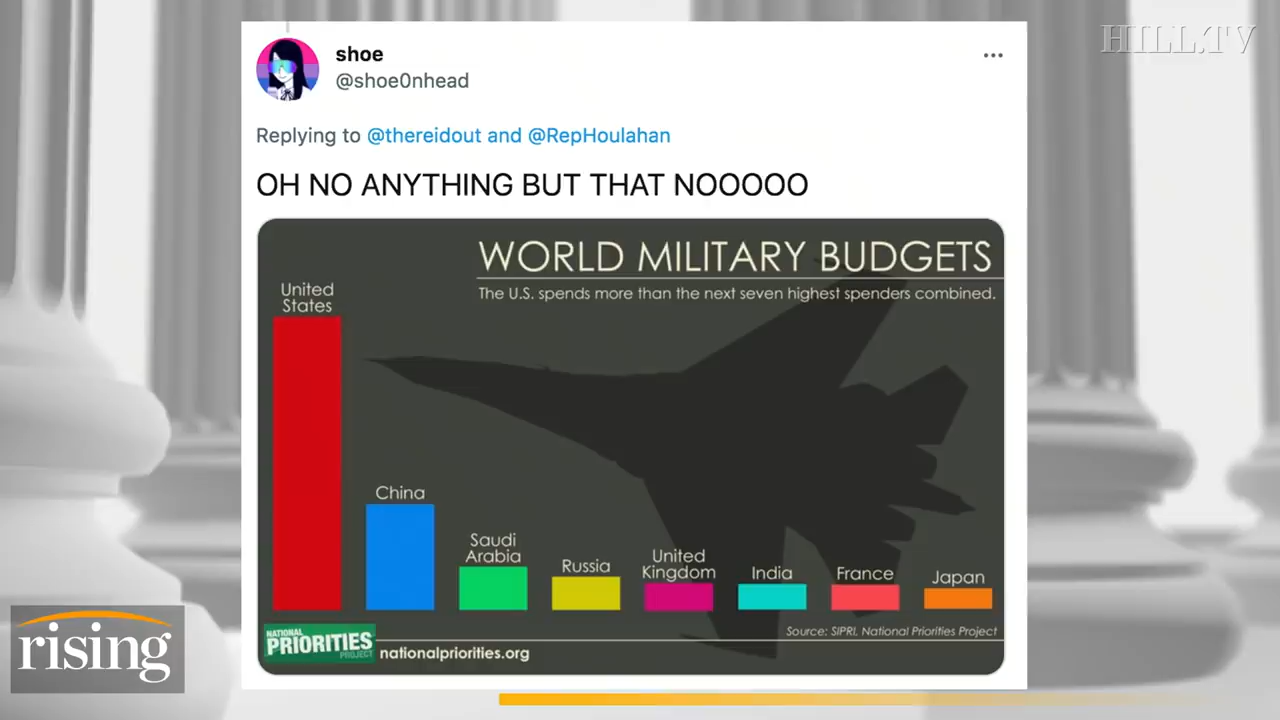 HILL.TV
shoe
@shoe0nhead
Replying to @thereidout and @RepHoulahan
OH NO ANYTHING BUT THAT NOOOOO
WORLD MILITARY BUDGETS
The U.S. spends more than the next seven highest spenders combined.
United
States
China
Saudi
Arabia
Russia
United
Kingdom
India
France
Japan
Source: SIPRI, National Priorities Project
NATIONAL
PRIORITIES
PROJECT
nationalpriorities.org
rising